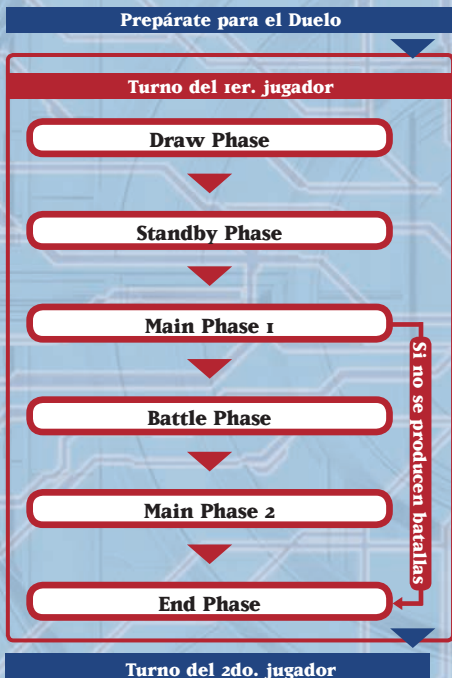 Prepárate para el Duelo
Turno del 1er. jugador
Draw Phase
Standby Phase
Main Phase 1
Si no se producen batallas
Battle Phase
Main Phase 2
End Phase
Turno del 2do. jugador